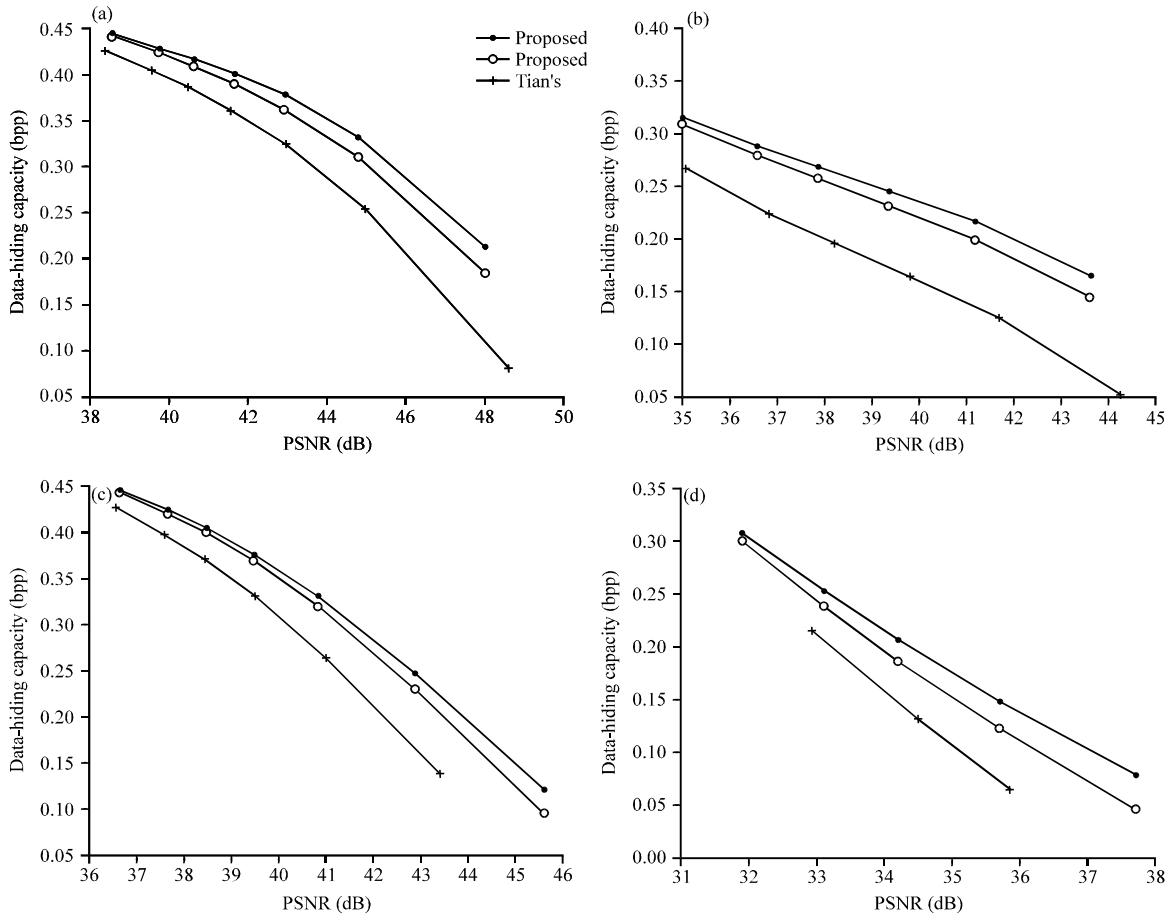 (a)
0.45
0.40
0.35
0.30
0.25
0.20
0.15
0.10
0.05
Data-hiding capacity (bpp)
38 40 42 44 46 48 50
PSNR (dB)
Proposed
Proposed
Tian's
(b)
0.40
0.35
0.30
0.25
0.20
0.15
0.10
0.05
Data-hiding capacity (bpp)
35 36 37 38 39 40 41 42 43 44 45
PSNR (dB)
(c)
0.45
0.40
0.35
0.30
0.25
0.20
0.15
0.10
0.05
Data-hiding capacity (bpp)
36 37 38 39 40 41 42 43 44 45 46
PSNR (dB)
(d)
0.35
0.30
0.25
0.20
0.15
0.10
0.05
0.00
Data-hiding capacity (bpp)
31 32 33 34 35 36 37 38
PSNR (dB)